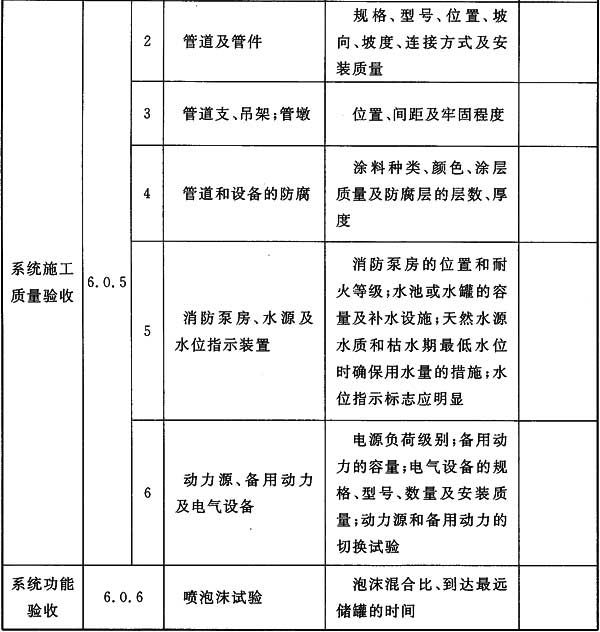 2
管道及管件
规格、型号、位置、坡
向、坡度、连接方式及安
装质量
3
管道支、吊架;管墩
位置、间距及牢固程度
4
管道和设备的防腐
涂料种类、颜色、涂层
质量及防腐层的层数、厚
度
系统施工
质量验收
6.0.5
5
消防泵房、水源及
水位指示装置
消防泵房的位置和耐
火等级;水池或水罐的容
量及补水设施;天然水源
水质和枯水期最低水位
时确保用水量的措施;水
位指示标志应明显
6
动力源、备用动力
及电气设备
电源负荷级别;备用动
力的容量;电气设备的规
格、型号、数量及安装质
量;动力源和备用动力的
切换试验
系统功能
验收
6.0.6
喷泡沫试验
泡沫混合比、到达最远
储罐的时间